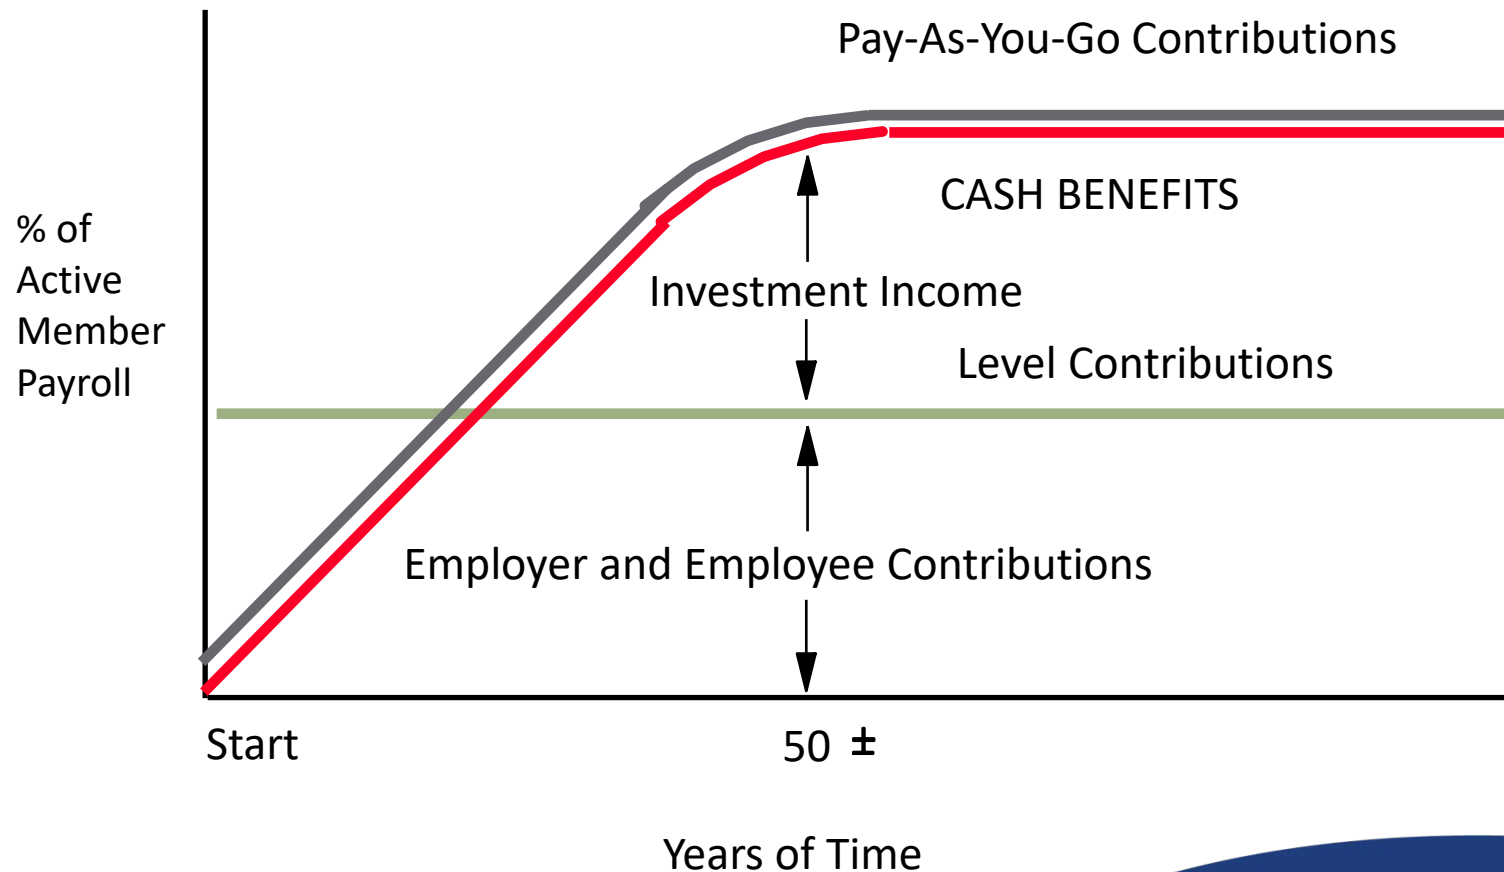 Pay-As-You-Go Contributions
CASH BENEFITS
% of
Active
Member
Payroll
Investment Income
Level Contributions
Employer and Employee Contributions
Start
50 ±
Years of Time